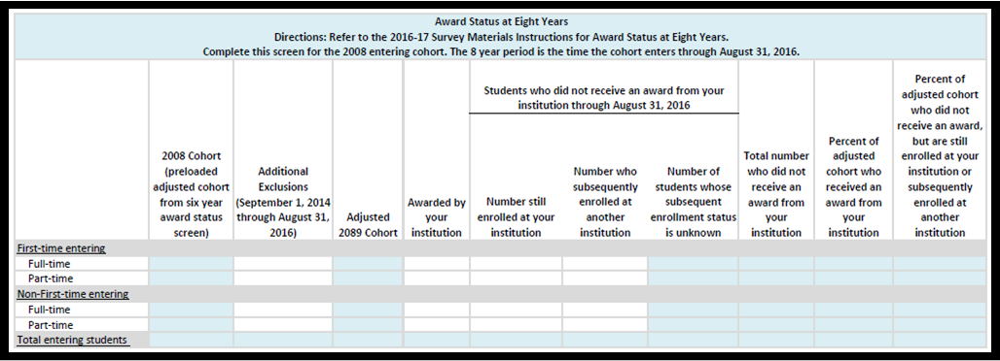 Award Status at Eight Years
Directions: Refer to the 2016-17 Survey Materials Instructions for Award Status at Eight Years.
Complete this screen for the 2008 entering cohort. The 8 year period is the time the cohort enters through August 31, 2016.
2008 Cohort
(preloaded
adjusted cohort
from six year
award status
screen)
Additional
Exclusions
(September 1, 2014
through August 31,
2016)
Adjusted
2089 Cohort
Awarded by
your
institution
Students who did not receive an award from your
institution through August 31, 2016
Number still
enrolled at your
institution
Number who
subsequently
enrolled at
another
institution
Number of
students whose
subsequent
enrollment status
is unknown
Total number
who did not
receive an
award from
your
institution
Percent of
adjusted
cohort who
received an
award from
your
institution
Percent of
adjusted cohort
who did not
receive an award,
but are still
enrolled at your
institution or
subsequently
enrolled at
another
institution
First-time entering
Full-time
Part-time
Non-First-time entering
Full-time
Part-time
Total entering students